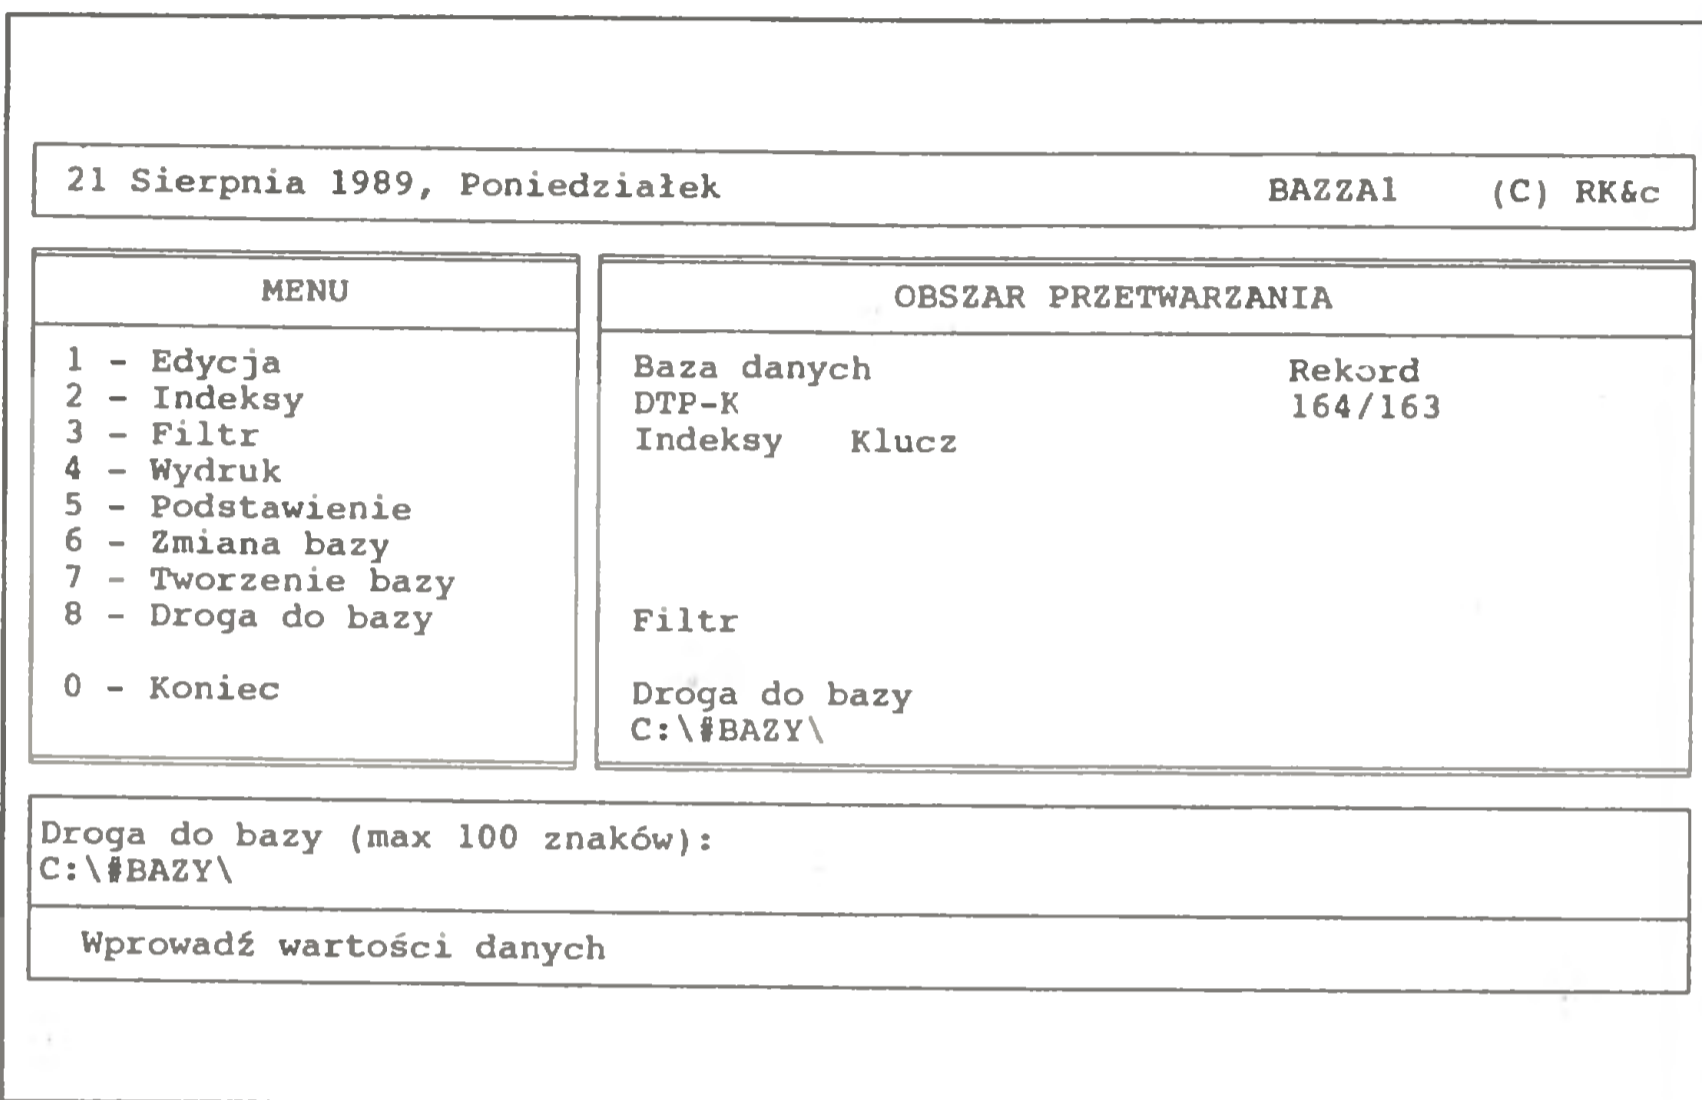 21 Sierpnia 1989, Poniedziałek BAZZA1 (C) RK&c
MENU
1 - Edycja
2 - Indeksy
3 - Filtr
4 - Wydruk
5 - Podstawienie
6 - Zmiana bazy
7 - Tworzenie bazy
8 - Droga do bazy
0 - Koniec
OBSZAR PRZETWARZANIA
Baza danych Rekord
DTP-K 164/163
Indeksy Klucz
Filtr
Droga do bazy
C:\#BAZY\
Droga do bazy (max 100 znaków):
C:\#BAZY\
Wprowadź wartości danych